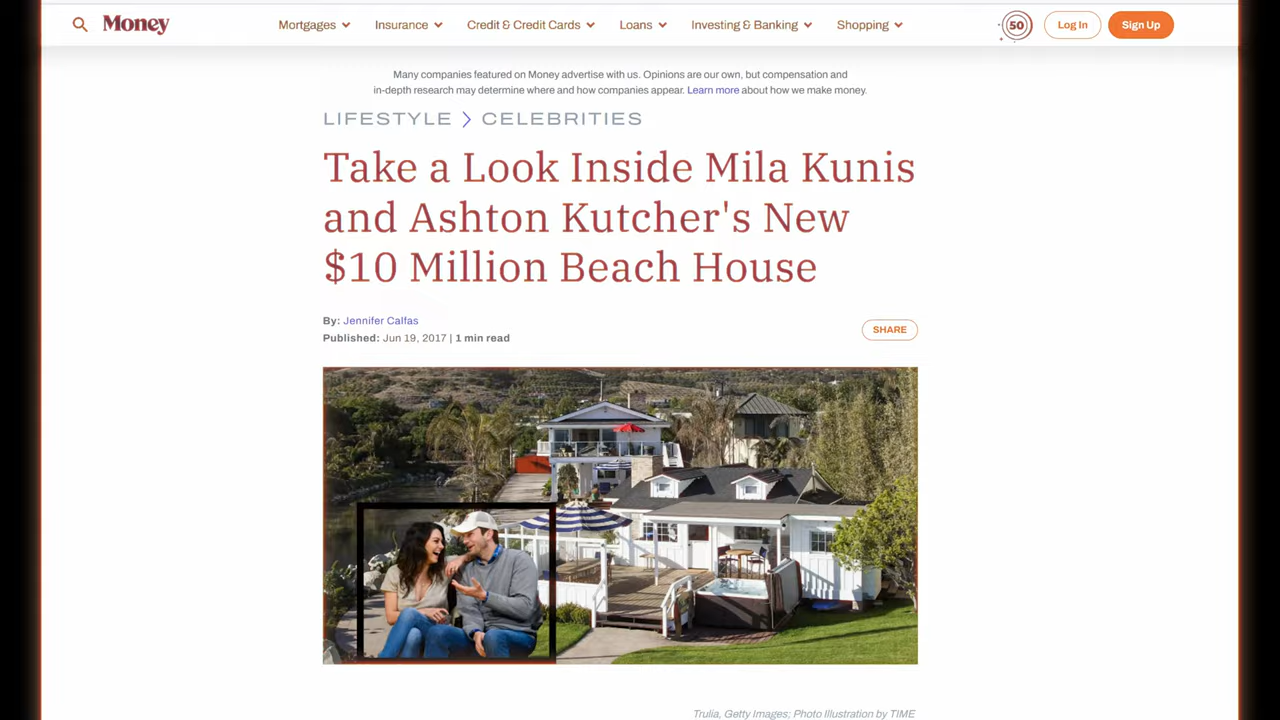 Money
Mortgages
Insurance
Credit & Credit Cards
Loans
Investing & Banking
Shopping
50
Log In
Sign Up
Many companies featured on Money advertise with us. Opinions are our own, but compensation and
in-depth research may determine where and how companies appear. Learn more about how we make money.
LIFESTYLE > CELEBRITIES
Take a Look Inside Mila Kunis
and Ashton Kutcher's New
$10 Million Beach House
By: Jennifer Calfas
Published: Jun 19, 2017 | 1 min read
SHARE
Trulia, Getty Images; Photo Illustration by TIME